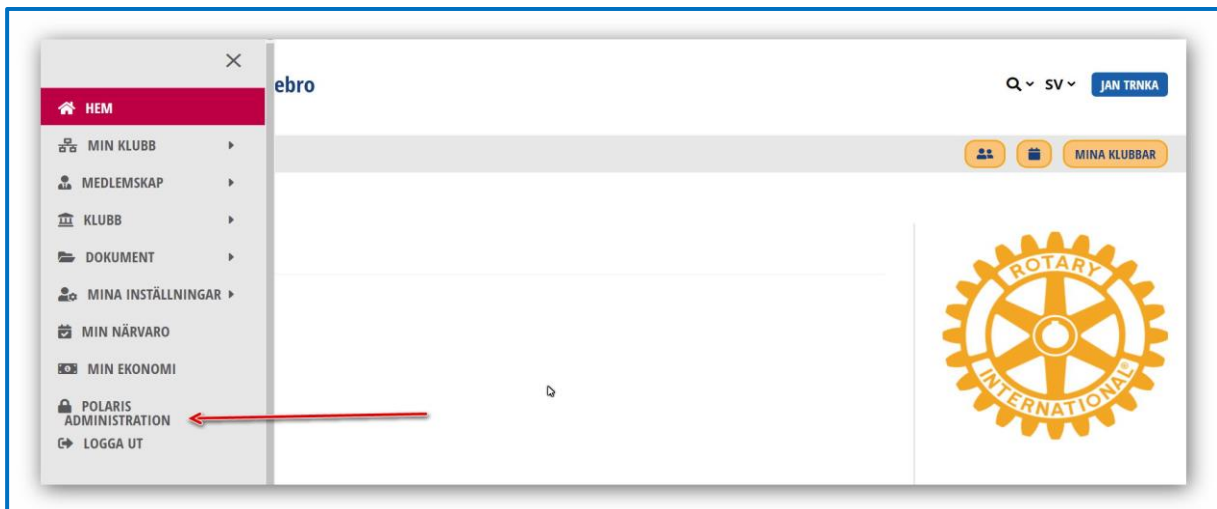 ebro
SV
JAN TRNKA
HEM
MIN KLUBB
MEDLEMSKAP
KLUBB
DOKUMENT
MINA INSTÄLLNINGAR
MIN NÄRVARO
MIN EKONOMI
POLARIS
ADMINISTRATION
LOGGA UT
MINA KLUBBAR
ROTARY
INTERNATIONAL®